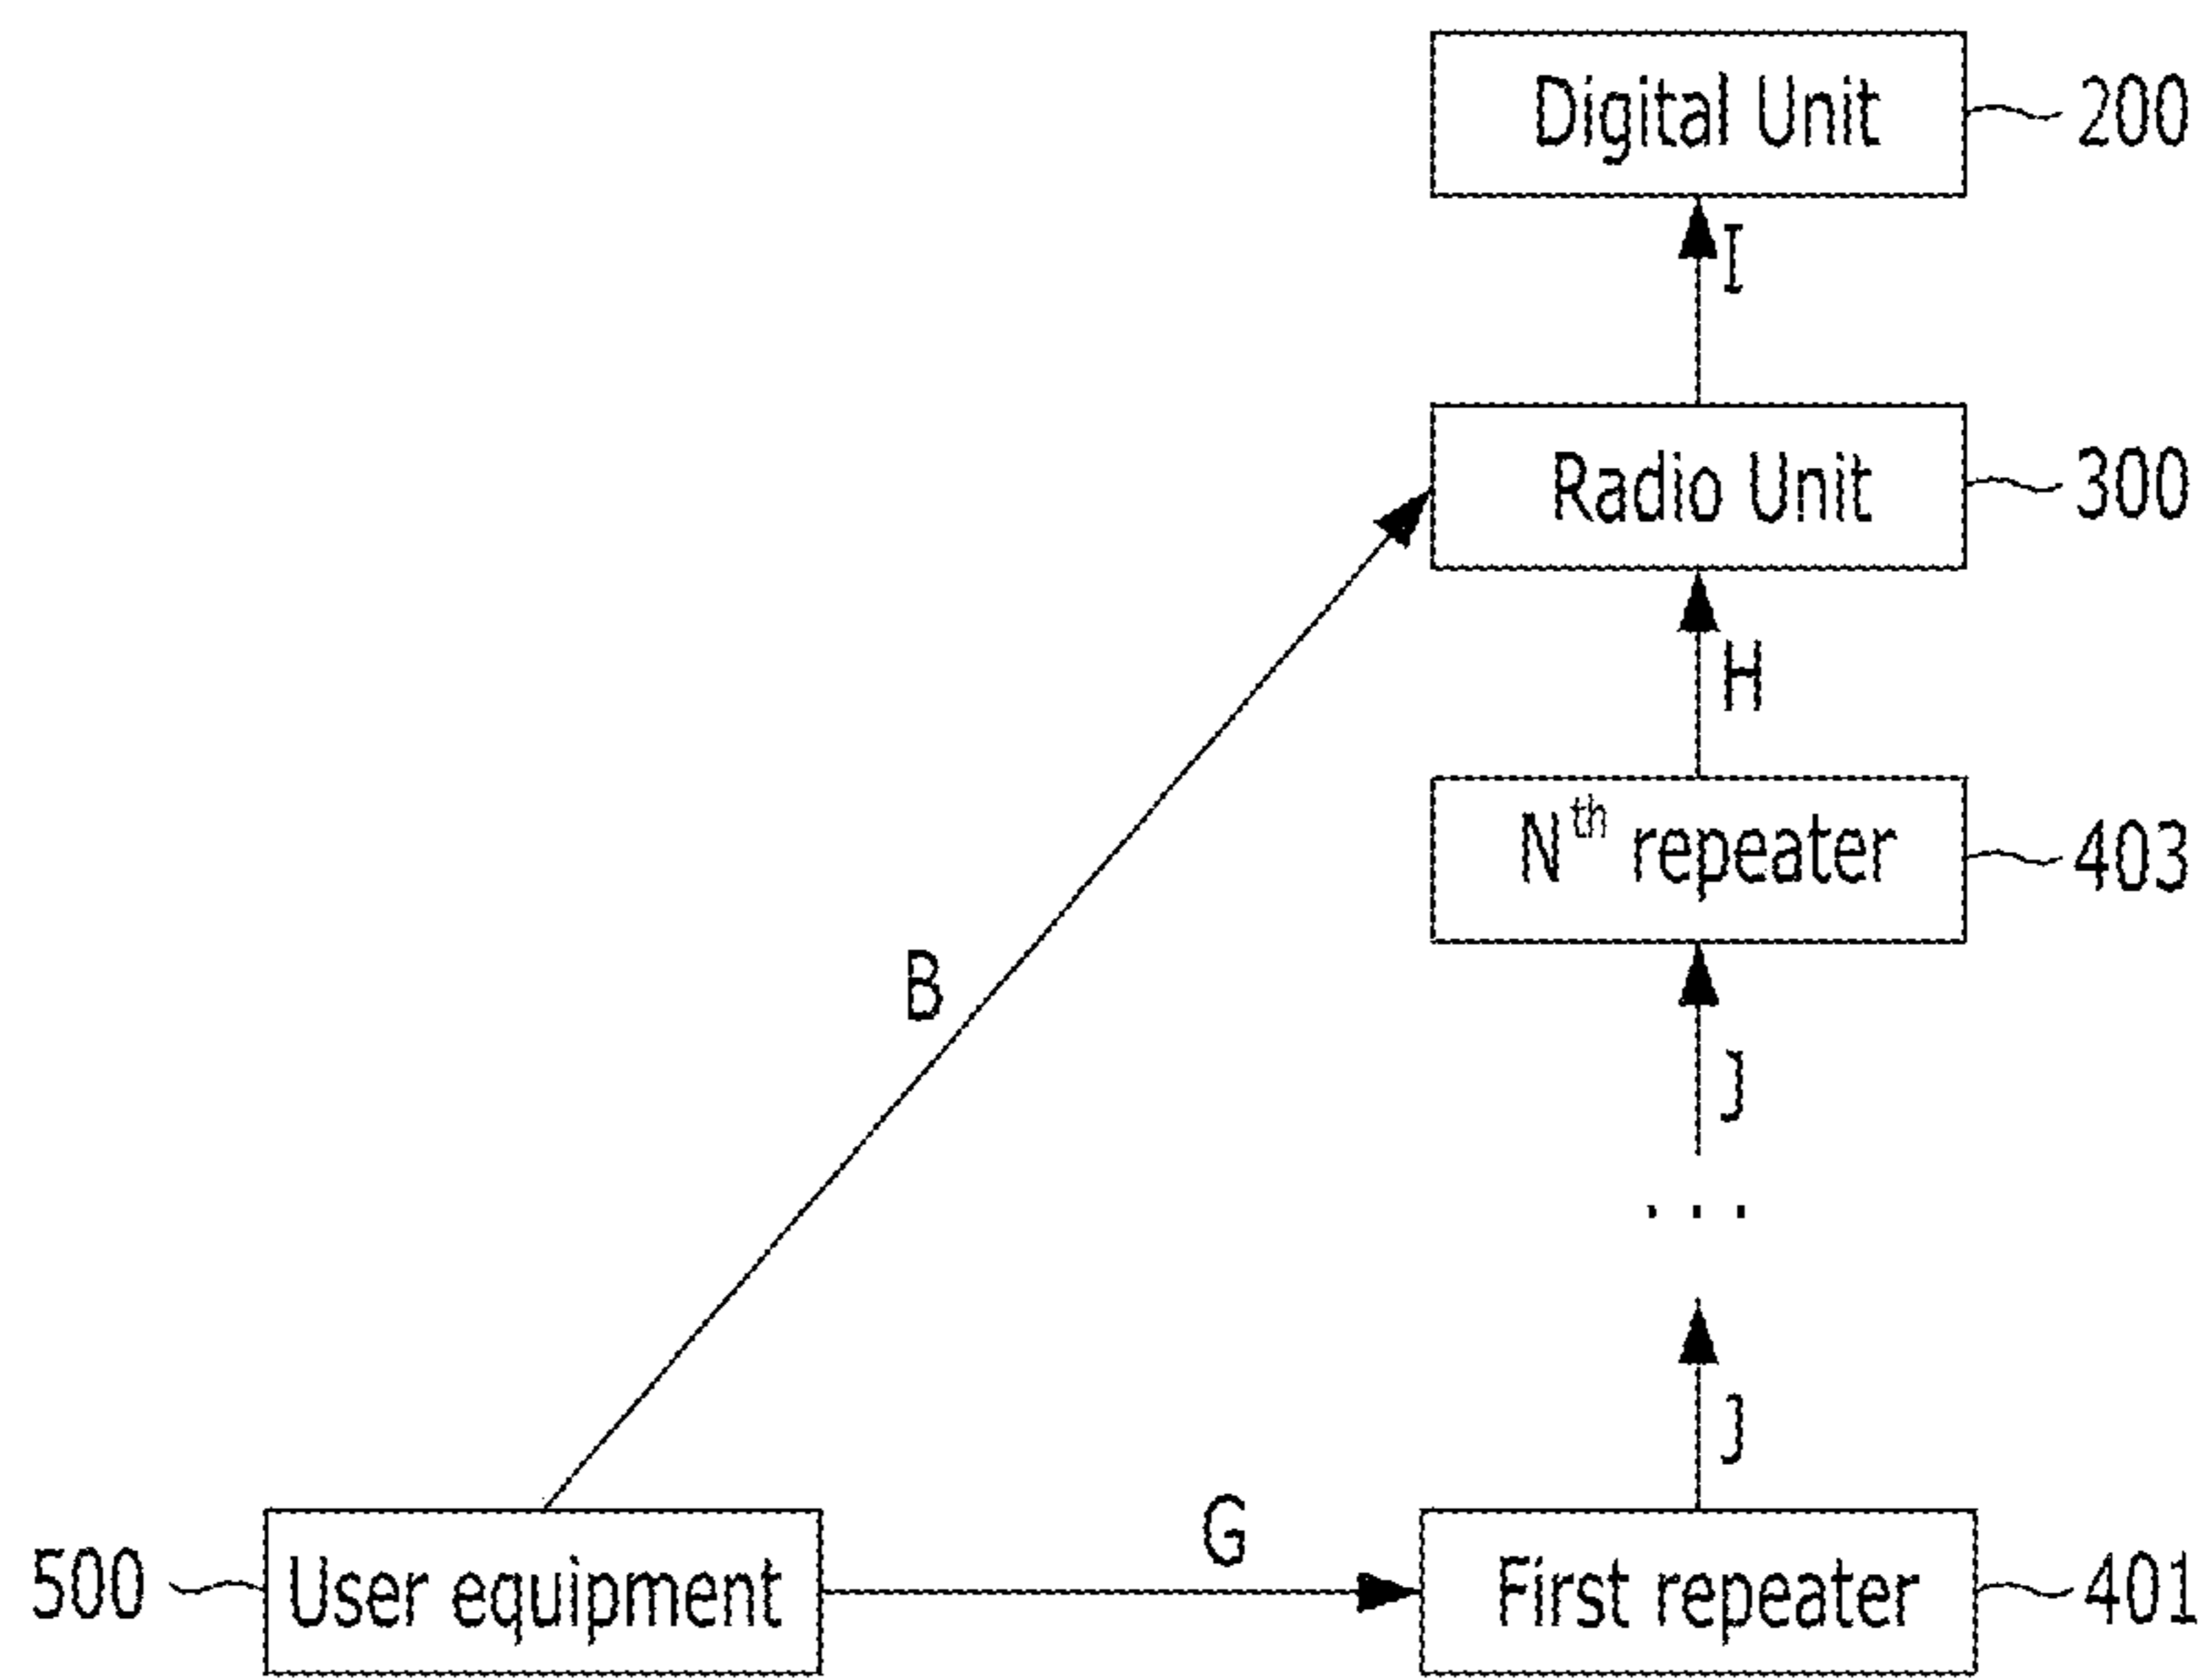 Digital Unit 200
I
Radio Unit 300
H
Nth repeater 403
B
J
...
J
G
500 User equipment First repeater 401